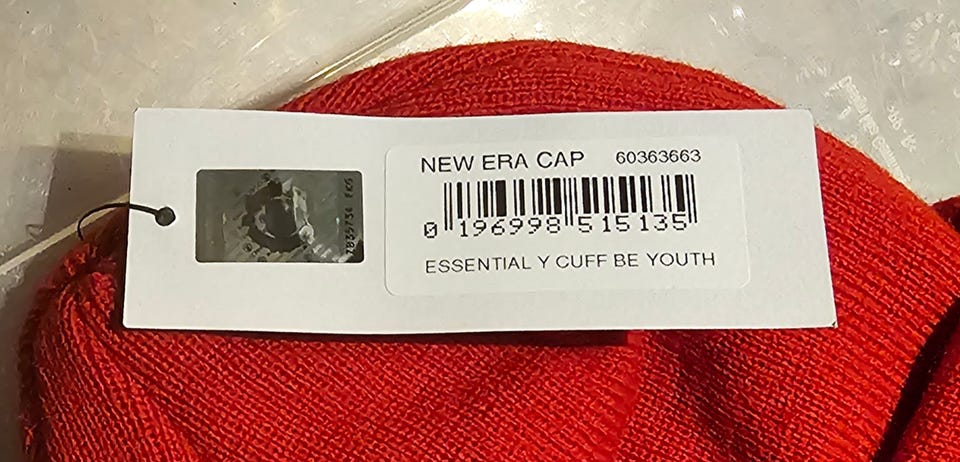 NEW ERA CAP 60363663
0 196998 515135
ESSENTIAL Y CUFF BE YOUTH